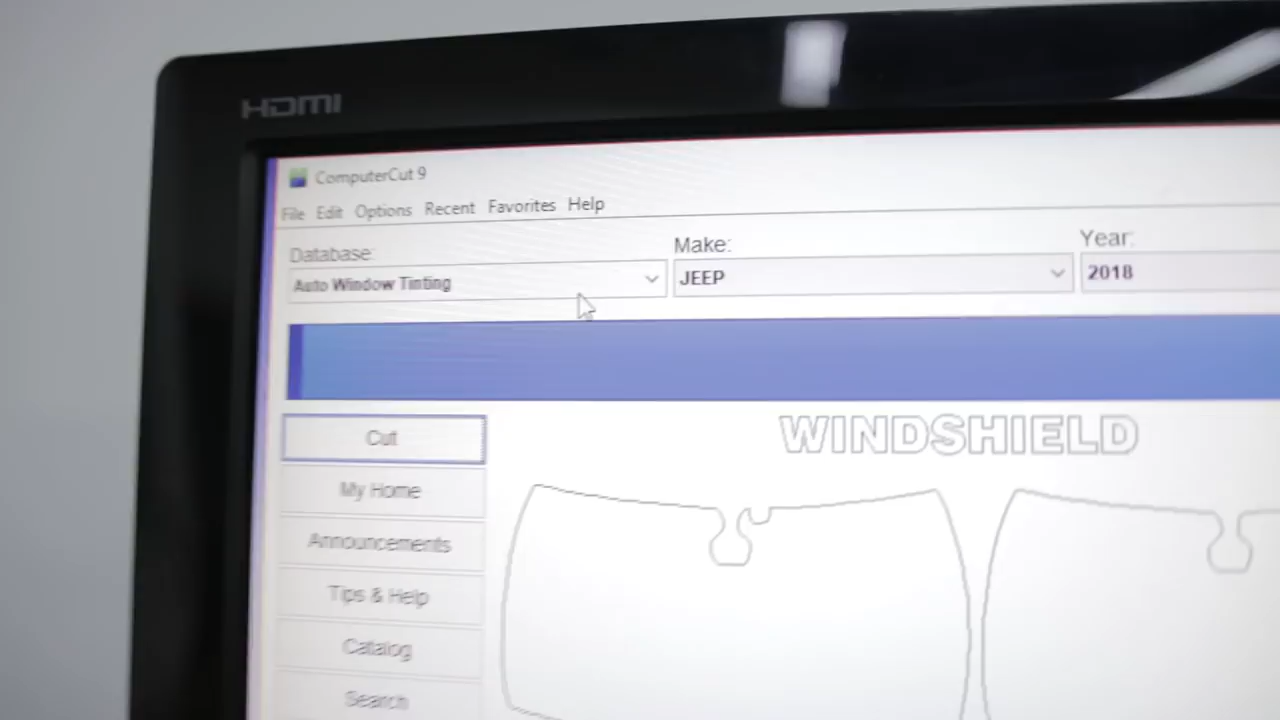 HDMI
ComputerCut 9
File Edit Options Recent Favorites Help
Database: Make: Year:
Auto Window Tinting JEEP 2018
WINDSHIELD
Cut
My Home
Announcements
Tips & Help
Catalog
Search